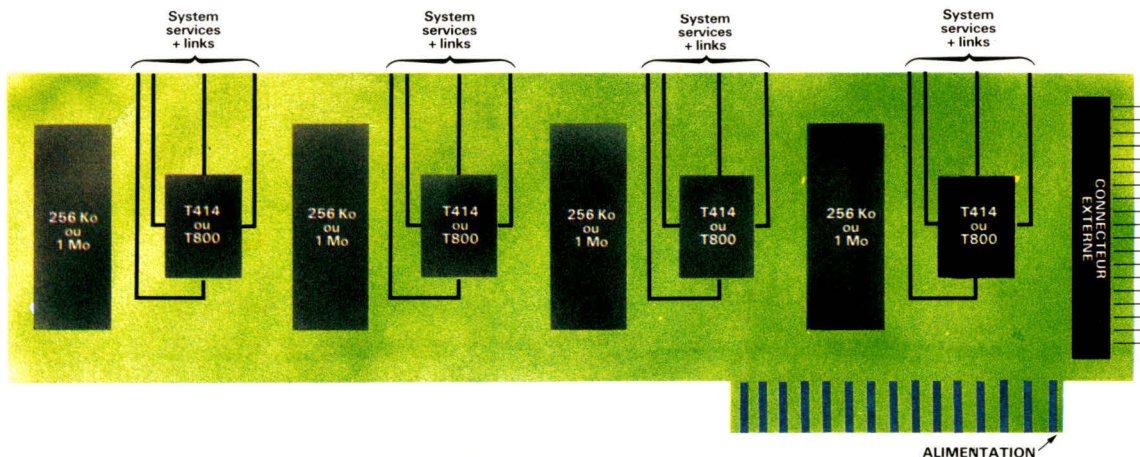 System
services
+ links
System
services
+ links
System
services
+ links
System
services
+ links
256 Ko
ou
1 Mo
T414
ou
T800
256 Ko
ou
1 Mo
T414
ou
T800
256 Ko
ou
1 Mo
T414
ou
T800
256 Ko
ou
1 Mo
T414
ou
T800
CONNECTEUR
EXTERNE
ALIMENTATION